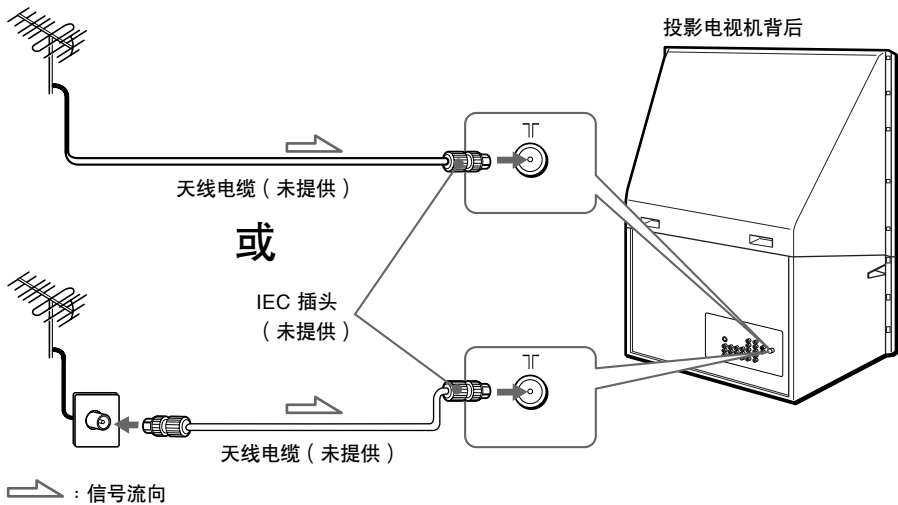 投影电视机背后
天线电缆（未提供）
或
IEC 插头
（未提供）
天线电缆（未提供）
：信号流向